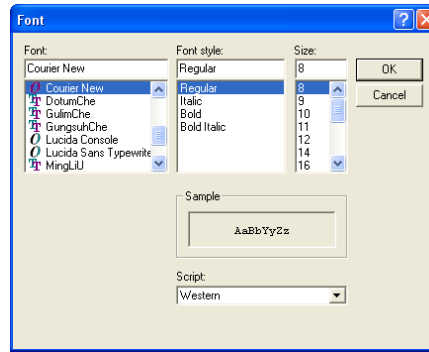 Font
Font:
Font style:
Size:
Courier New
Regular
8
OK
Cancel
Courier New
DotumChe
GulimChe
GungsuhChe
Lucida Console
Lucida Sans Typewrite
MingLiU
Regular
Italic
Bold
Bold Italic
8
9
10
11
12
14
16
Sample
AaBbYyZz
Script:
Western